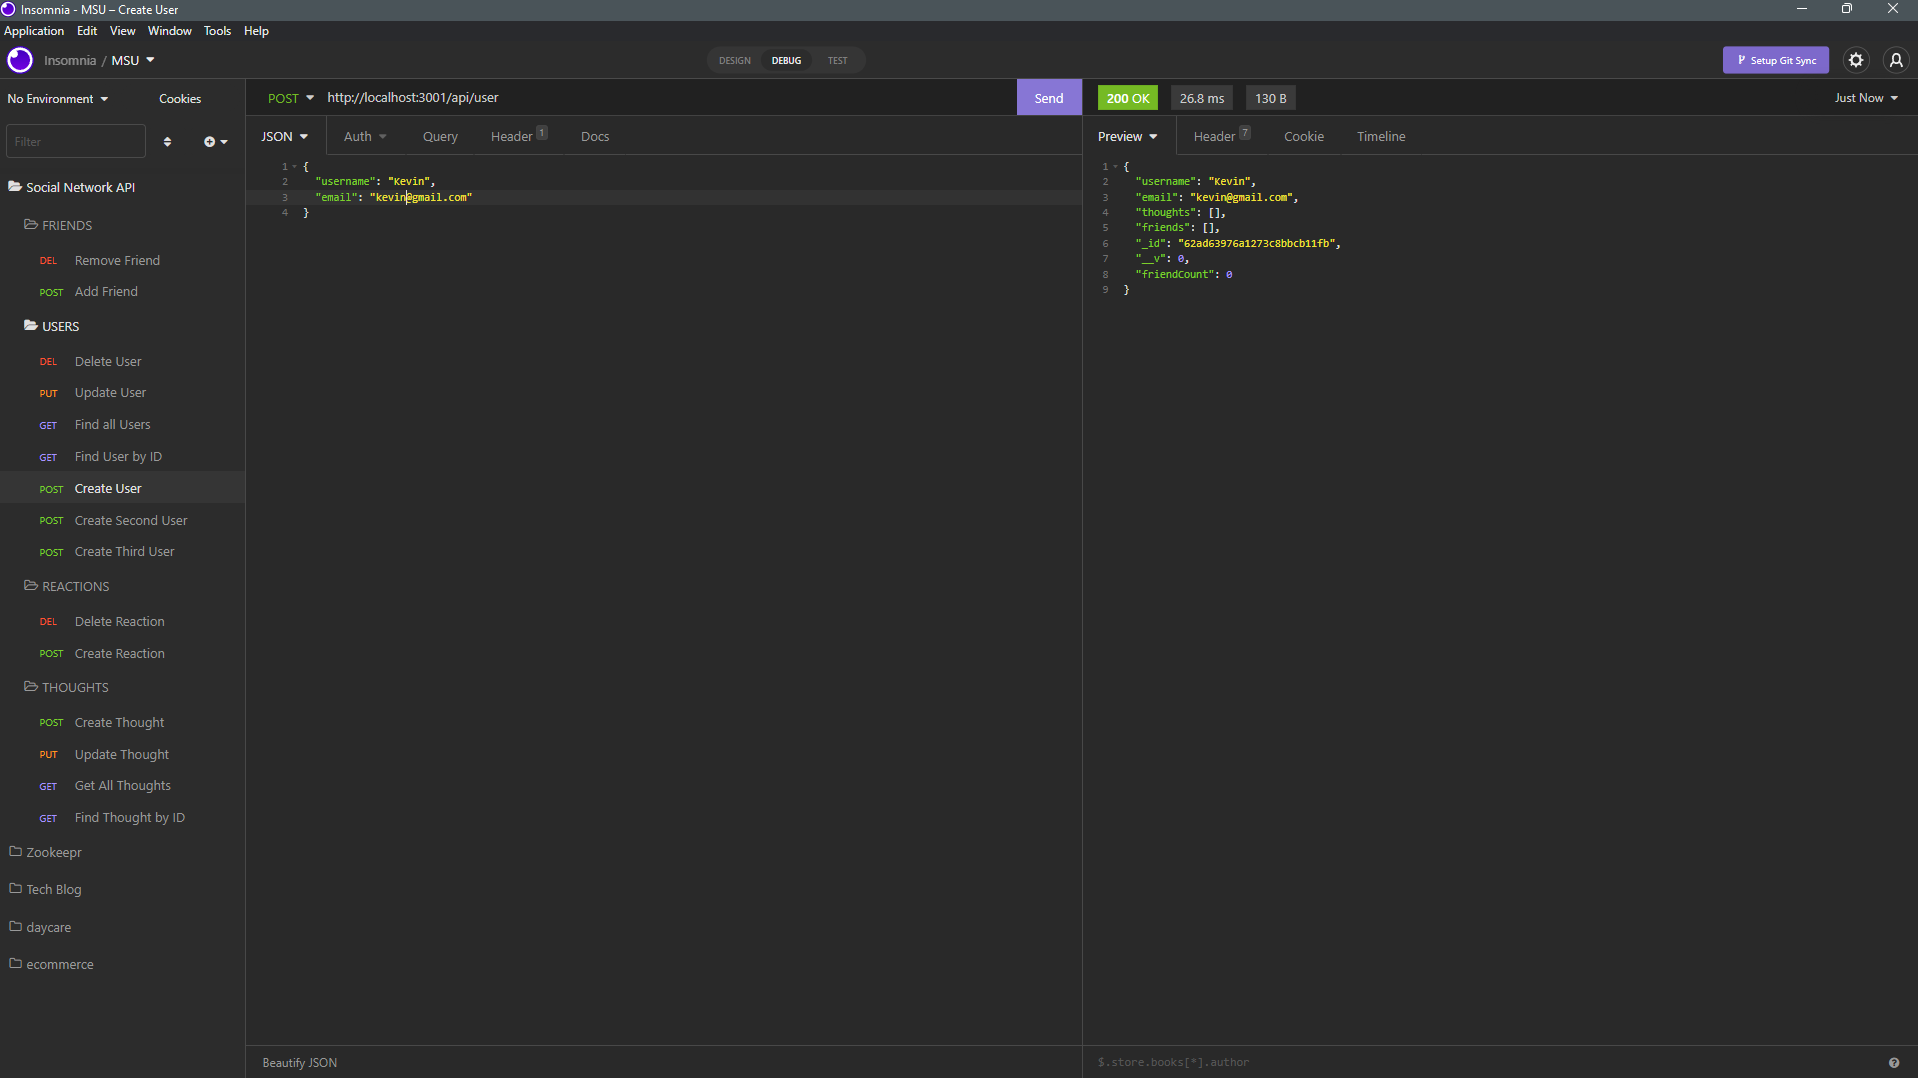 Insomnia - MSU – Create User
Application Edit View Window Tools Help
Insomnia / MSU
DESIGN DEBUG TEST
Setup Git Sync
No Environment Cookies
POST http://localhost:3001/api/user Send
200 OK 26.8 ms 130 B Just Now
Filter
JSON Auth Query Header 1 Docs
Preview Header 7 Cookie Timeline
Social Network API
FRIENDS
DEL Remove Friend
POST Add Friend
USERS
DEL Delete User
PUT Update User
GET Find all Users
GET Find User by ID
POST Create User
POST Create Second User
POST Create Third User
REACTIONS
DEL Delete Reaction
POST Create Reaction
THOUGHTS
POST Create Thought
PUT Update Thought
GET Get All Thoughts
GET Find Thought by ID
Zookeepr
Tech Blog
daycare
ecommerce
1 {
2 "username": "Kevin",
3 "email": "kevin@gmail.com"
4 }
Beautify JSON
1 {
2 "username": "Kevin",
3 "email": "kevin@gmail.com",
4 "thoughts": [],
5 "friends": [],
6 "_id": "62ad63976a1273c8bbcb11fb",
7 "__v": 0,
8 "friendCount": 0
9 }
$.store.books[*].author